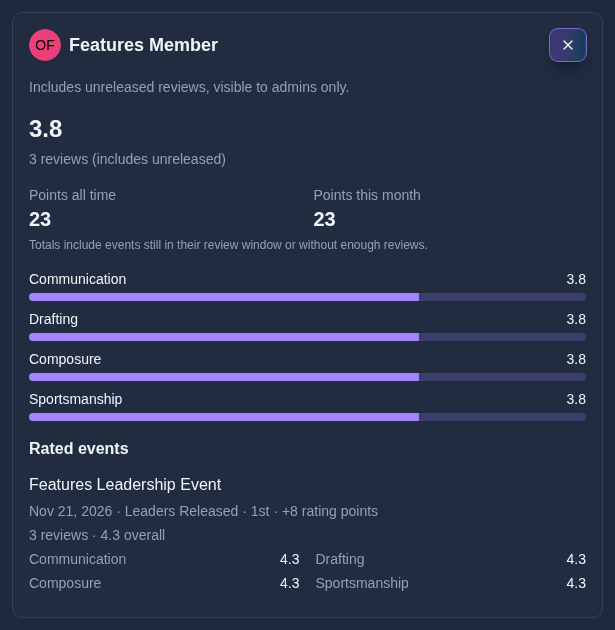 OF Features Member
Includes unreleased reviews, visible to admins only.
3.8
3 reviews (includes unreleased)
Points all time Points this month
23 23
Totals include events still in their review window or without enough reviews.
Communication 3.8
Drafting 3.8
Composure 3.8
Sportsmanship 3.8
Rated events
Features Leadership Event
Nov 21, 2026 · Leaders Released · 1st · +8 rating points
3 reviews · 4.3 overall
Communication 4.3 Drafting 4.3
Composure 4.3 Sportsmanship 4.3